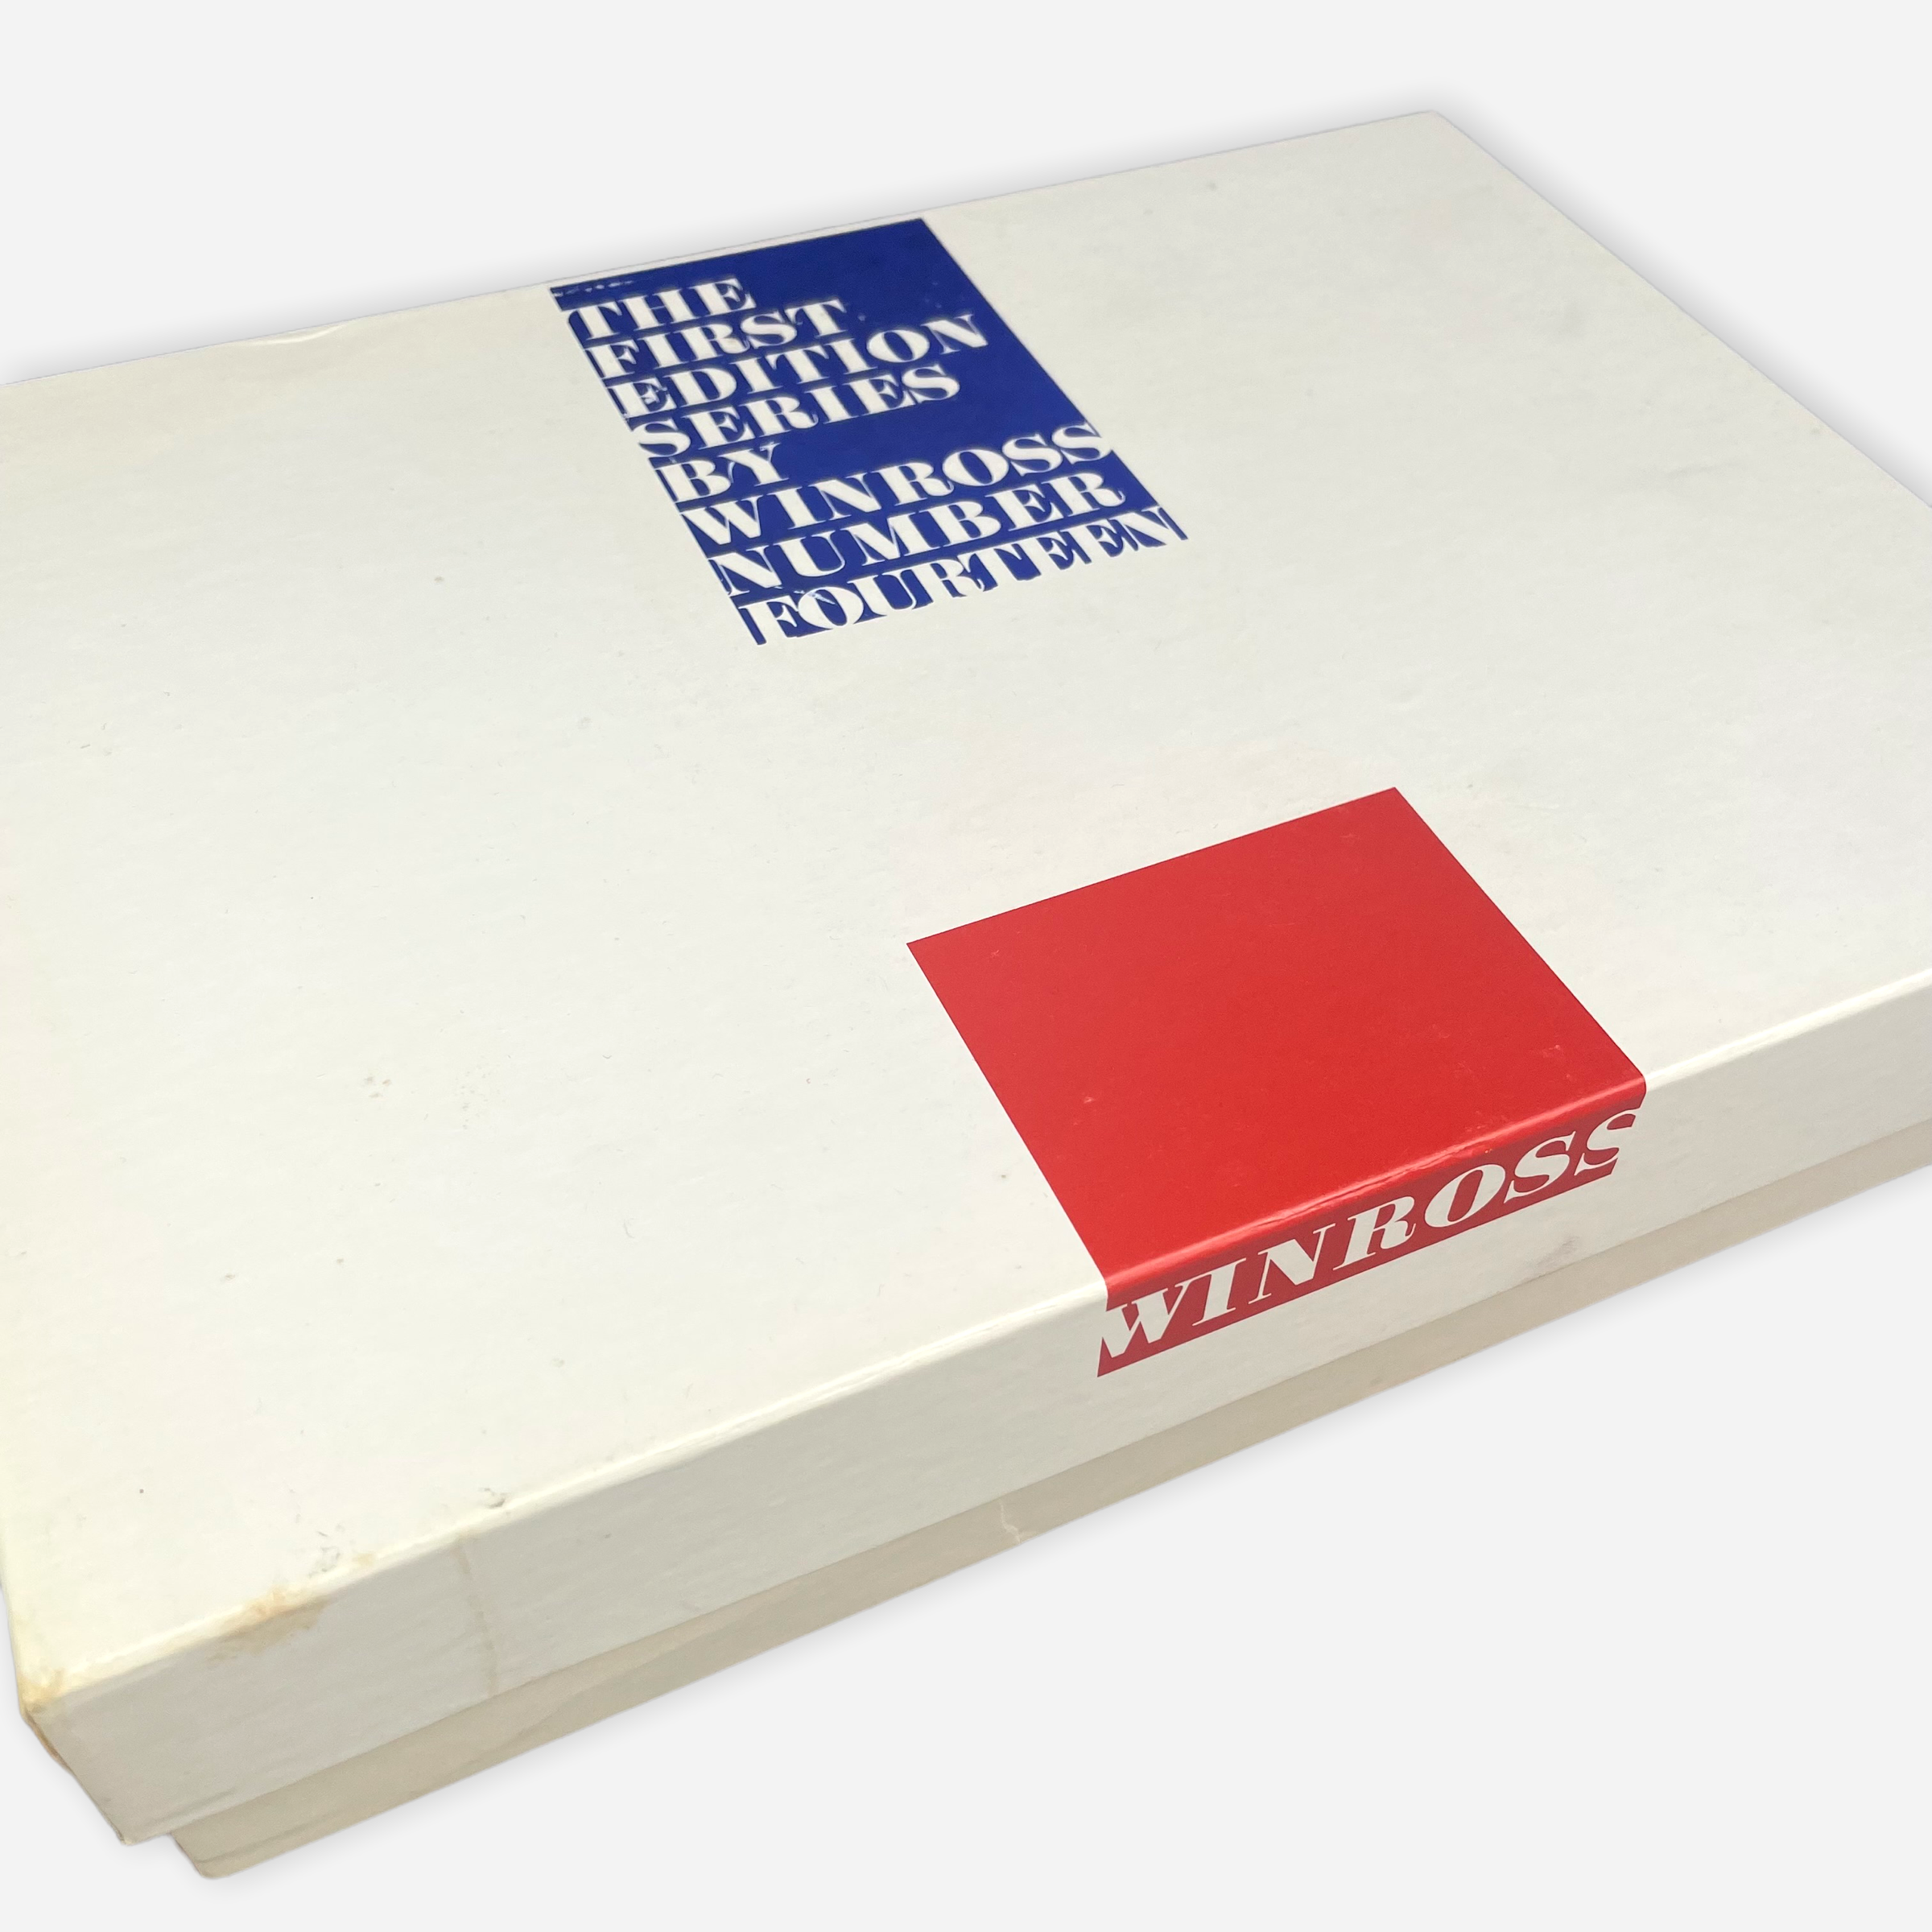 THE
FIRST
EDITION
SERIES
BY
WINROSS
NUMBER
FOURTEEN
WINROSS